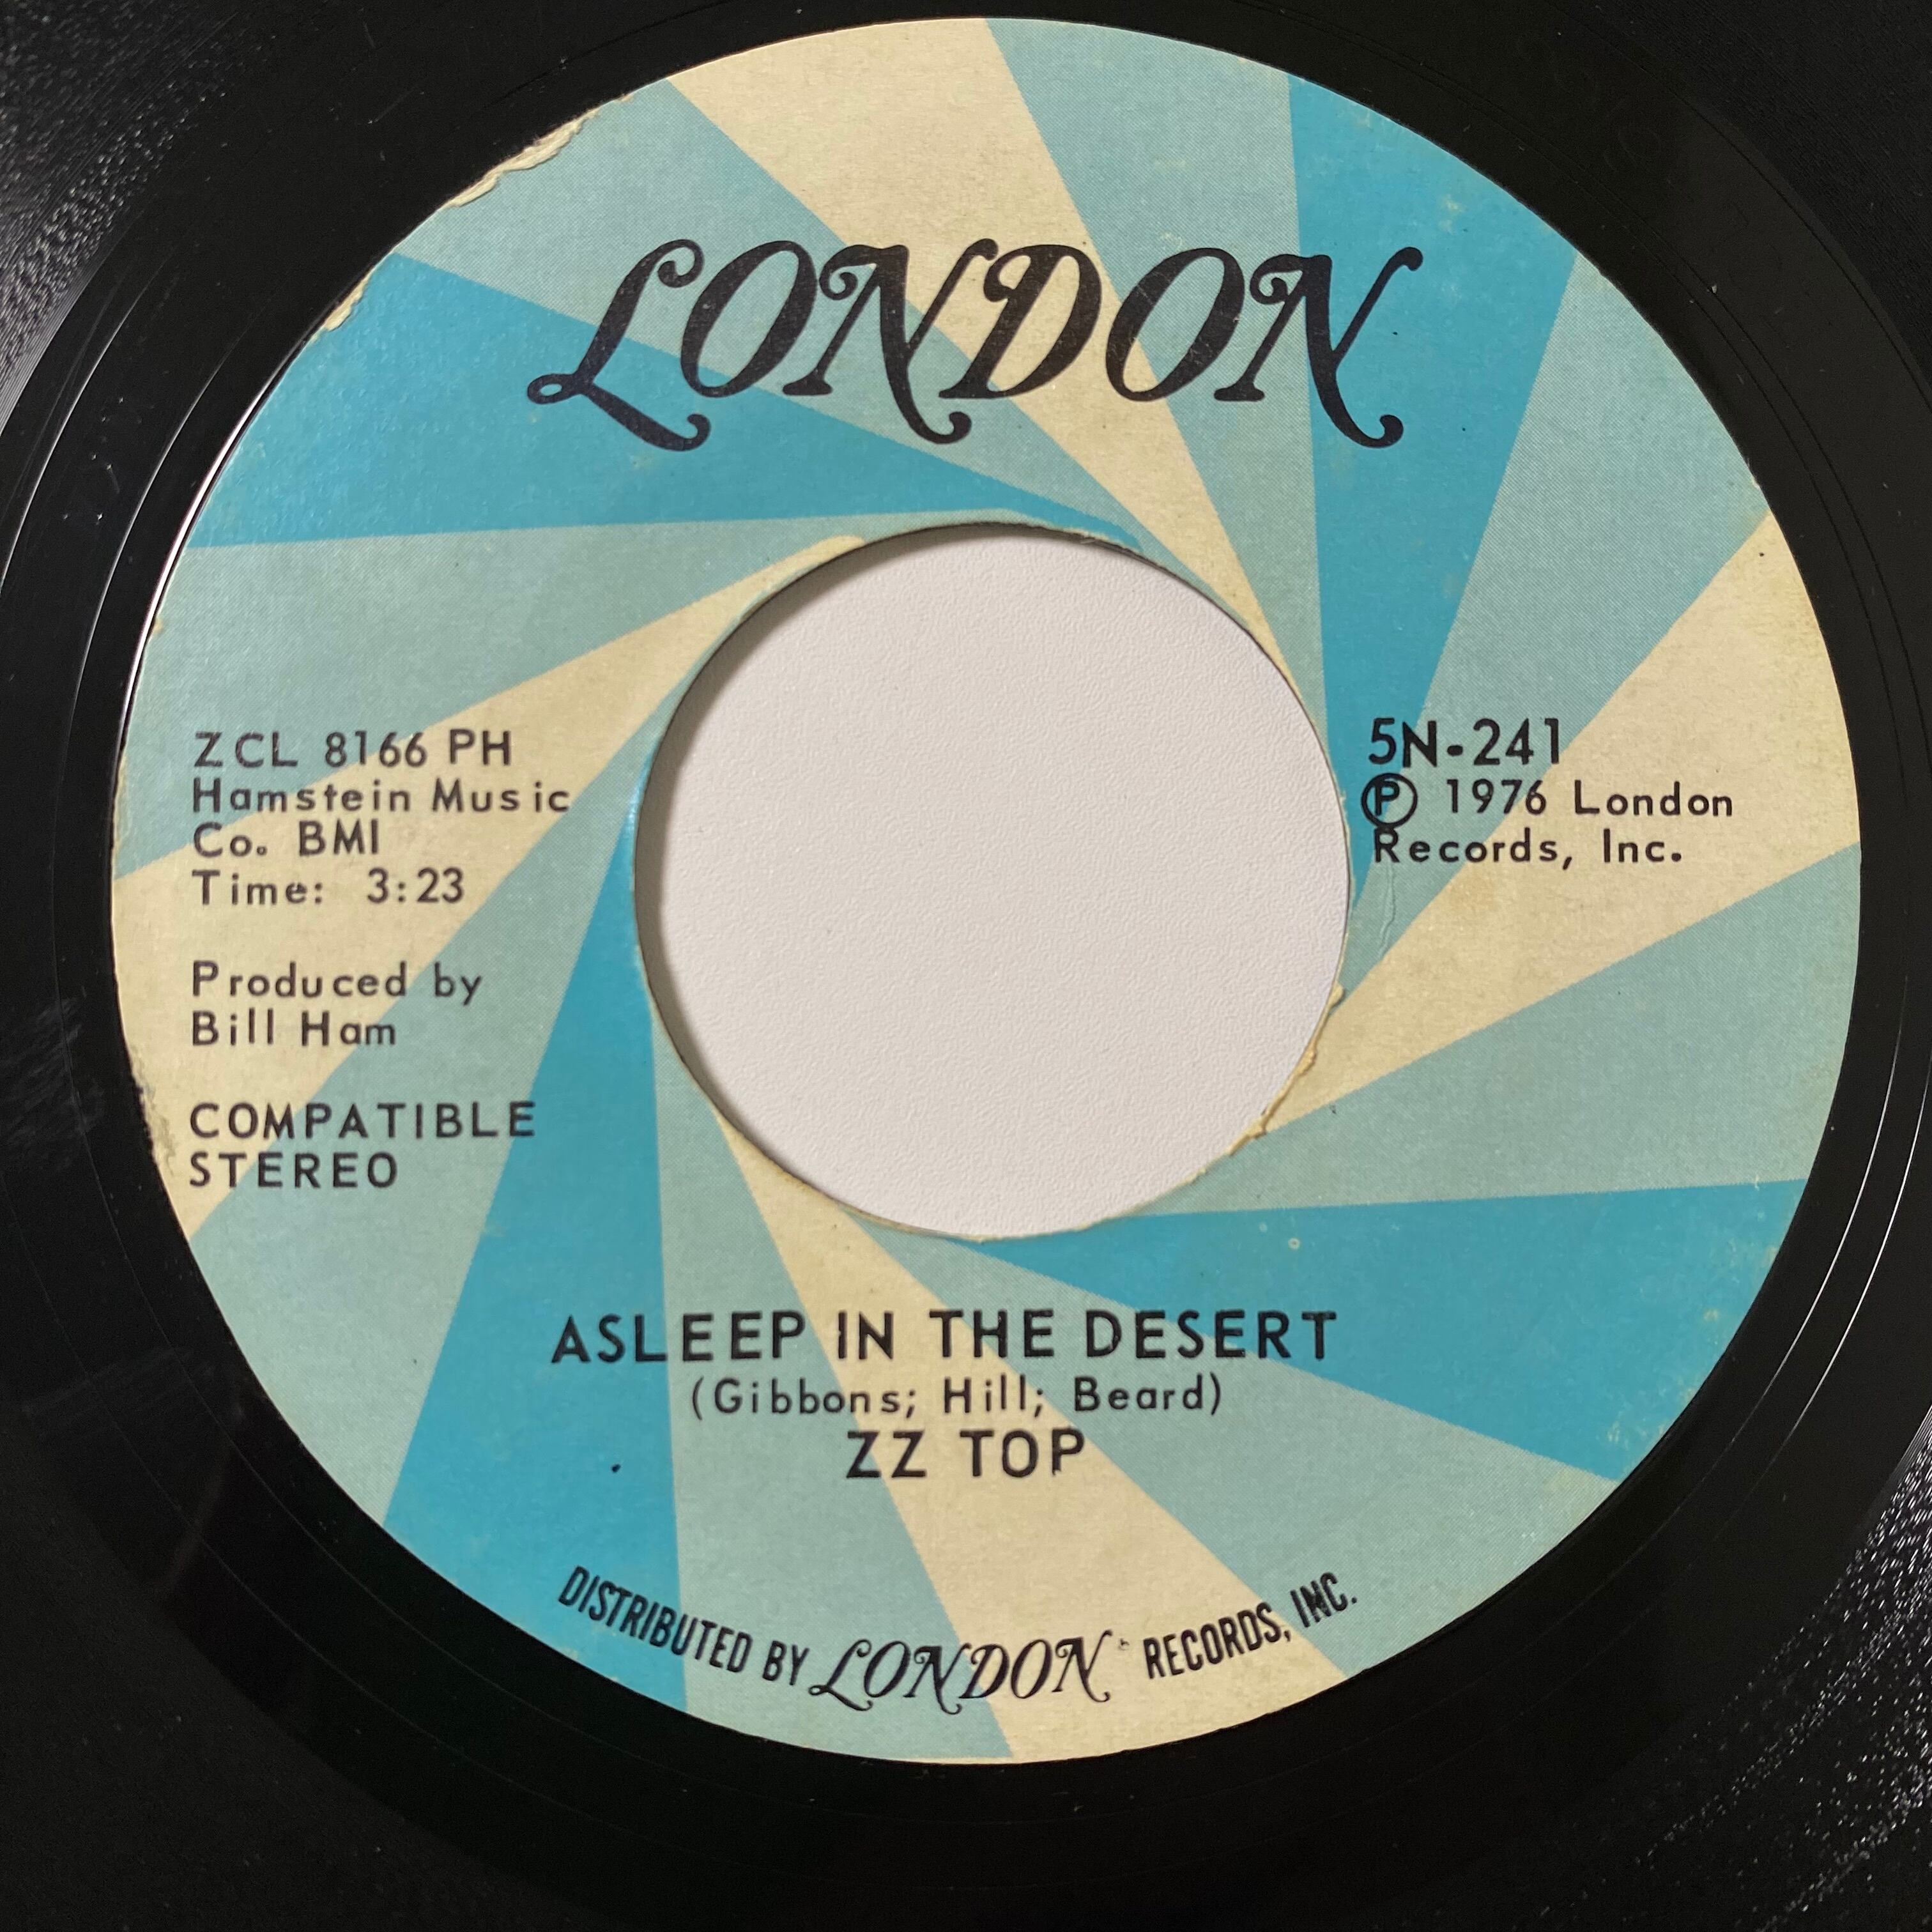 LONDON
ZCL 8166 PH
Hamstein Music
Co. BMI
Time: 3:23
Produced by
Bill Ham
COMPATIBLE
STEREO
5N-241
Ⓟ 1976 London
Records, Inc.
ASLEEP IN THE DESERT
(Gibbons; Hill; Beard)
ZZ TOP
DISTRIBUTED BY LONDON RECORDS, INC.